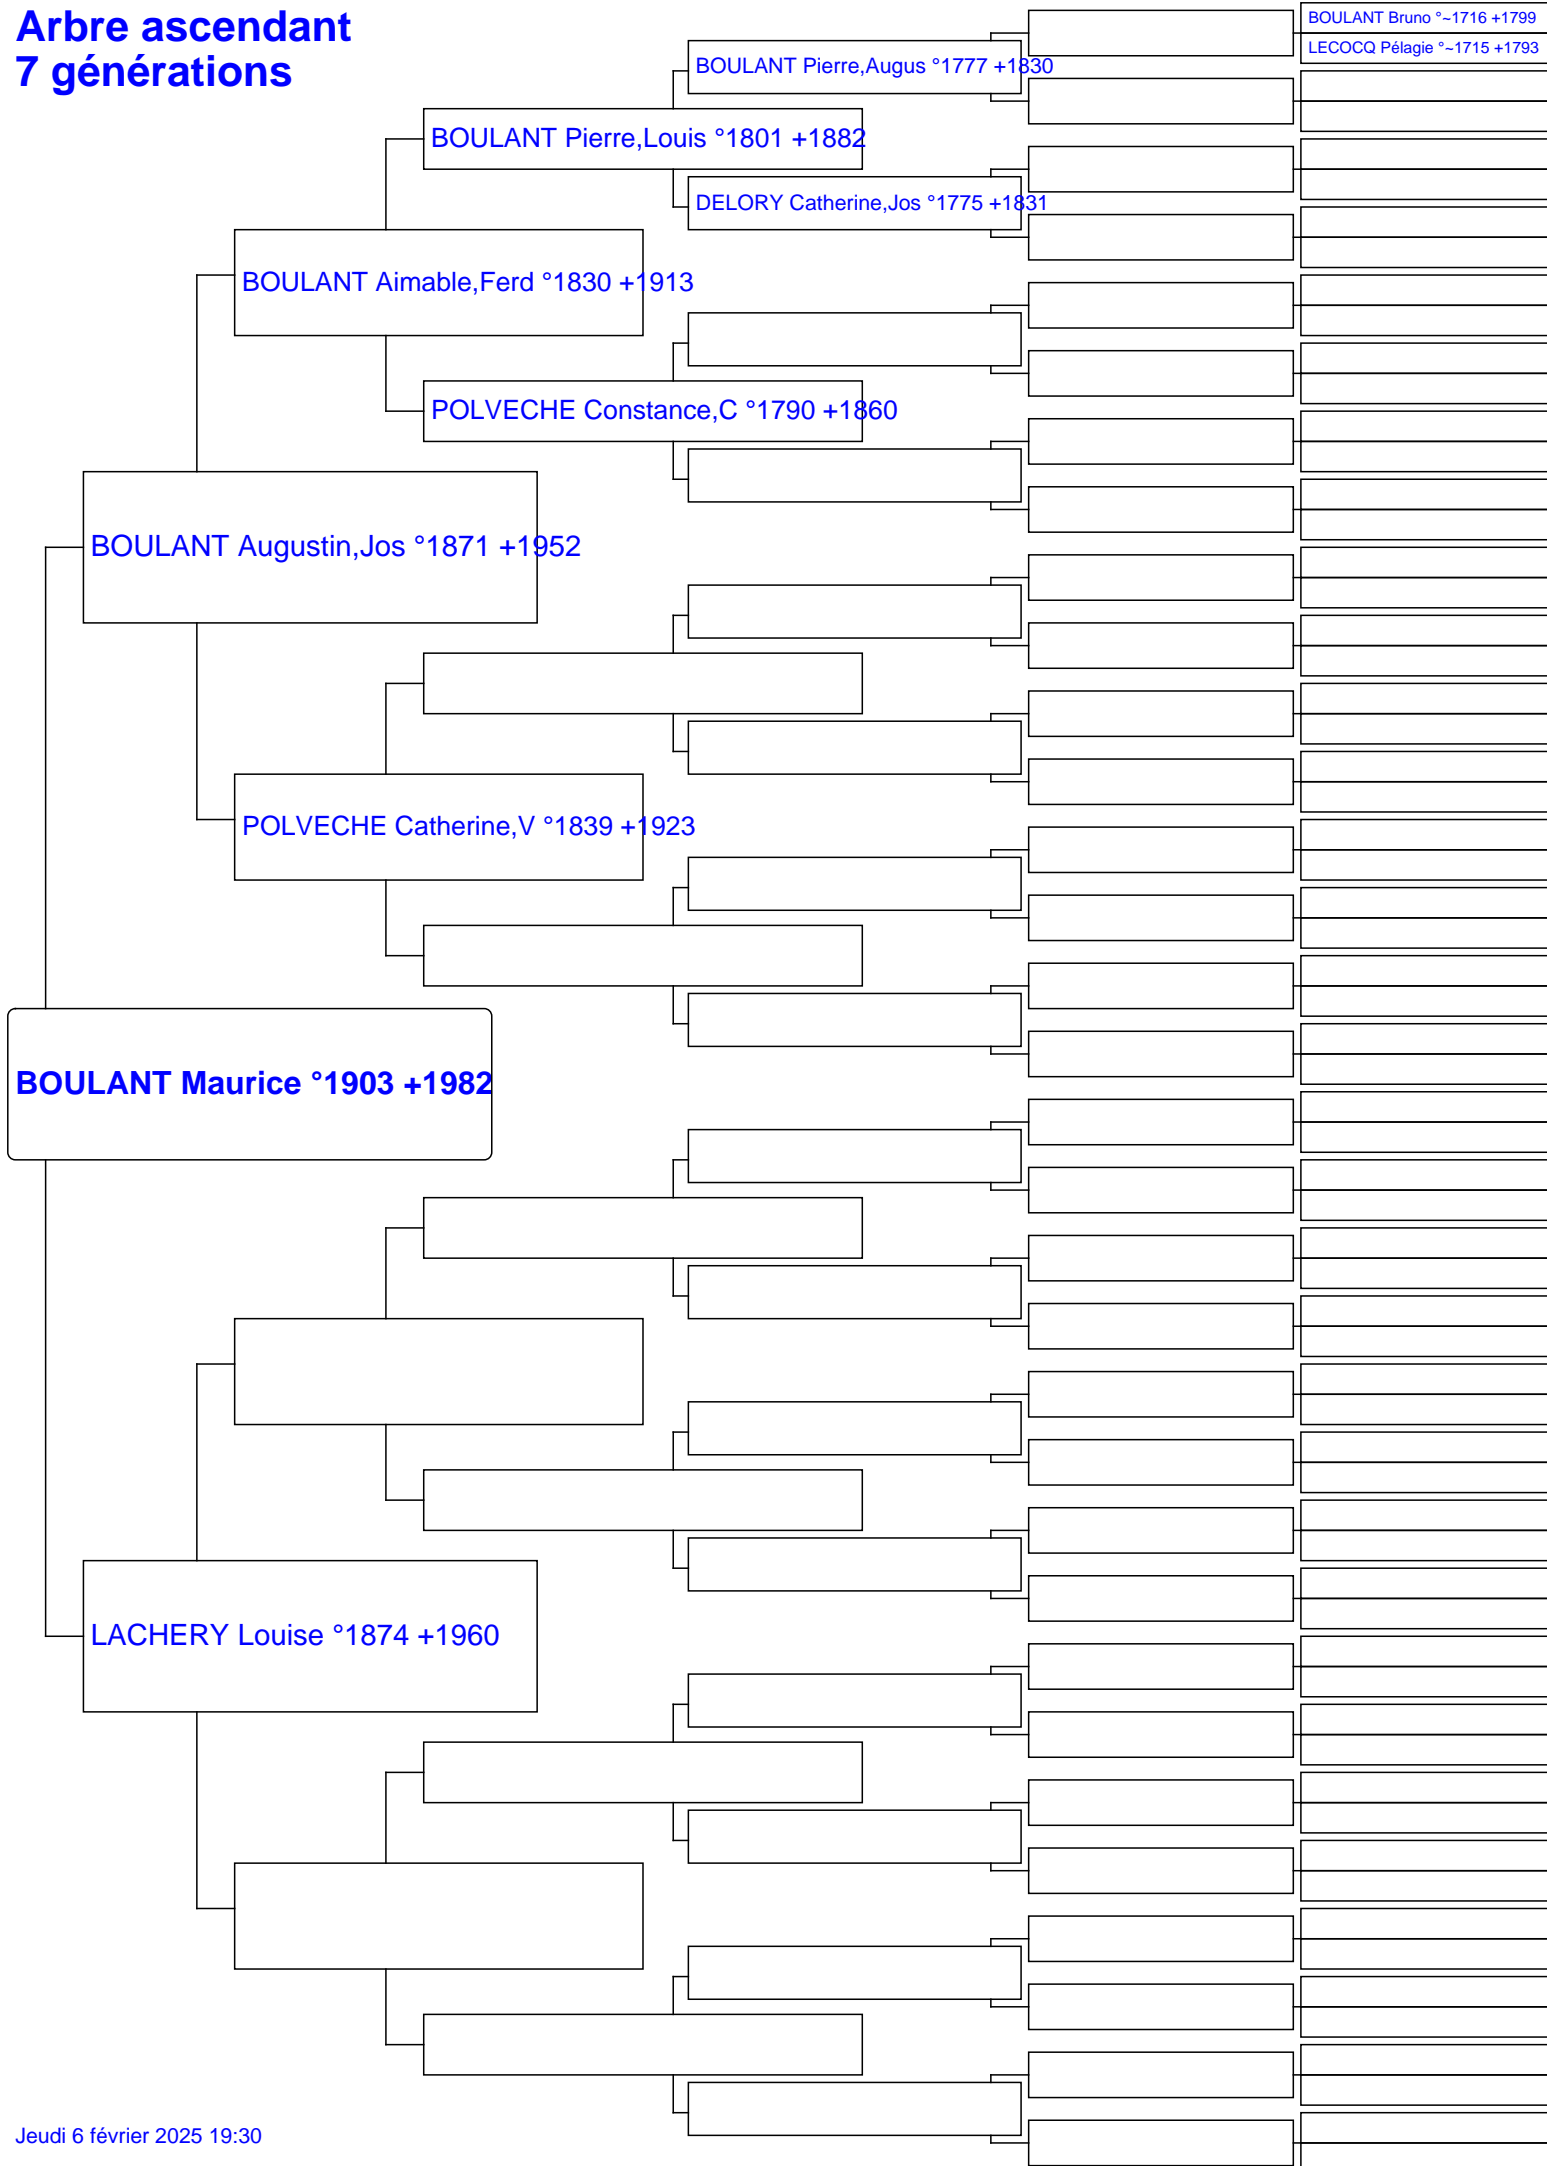 Arbre ascendant
7 générations
BOULANT Bruno °~1716 +1799
LECOCQ Pélagie °~1715 +1793
BOULANT Pierre,Augus °1777 +1830
BOULANT Pierre,Louis °1801 +1882
DELORY Catherine,Jos °1775 +1831
BOULANT Aimable,Ferd °1830 +1913
POLVECHE Constance,C °1790 +1860
BOULANT Augustin,Jos °1871 +1952
POLVECHE Catherine,V °1839 +1923
BOULANT Maurice °1903 +1982
LACHERY Louise °1874 +1960
Jeudi 6 février 2025 19:30